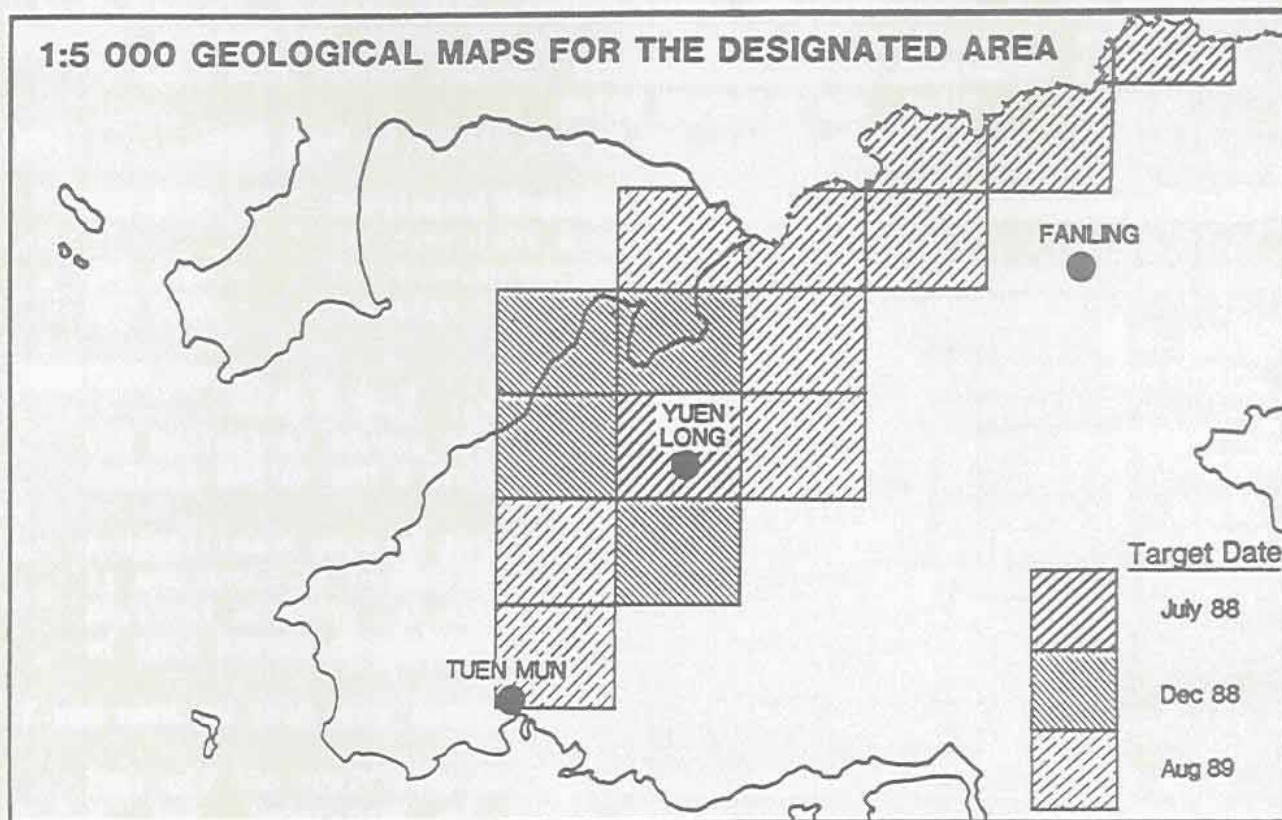 1:5 000 GEOLOGICAL MAPS FOR THE DESIGNATED AREA
FANLING
YUEN
LONG
TUEN MUN
Target Date
July 88
Dec 88
Aug 89